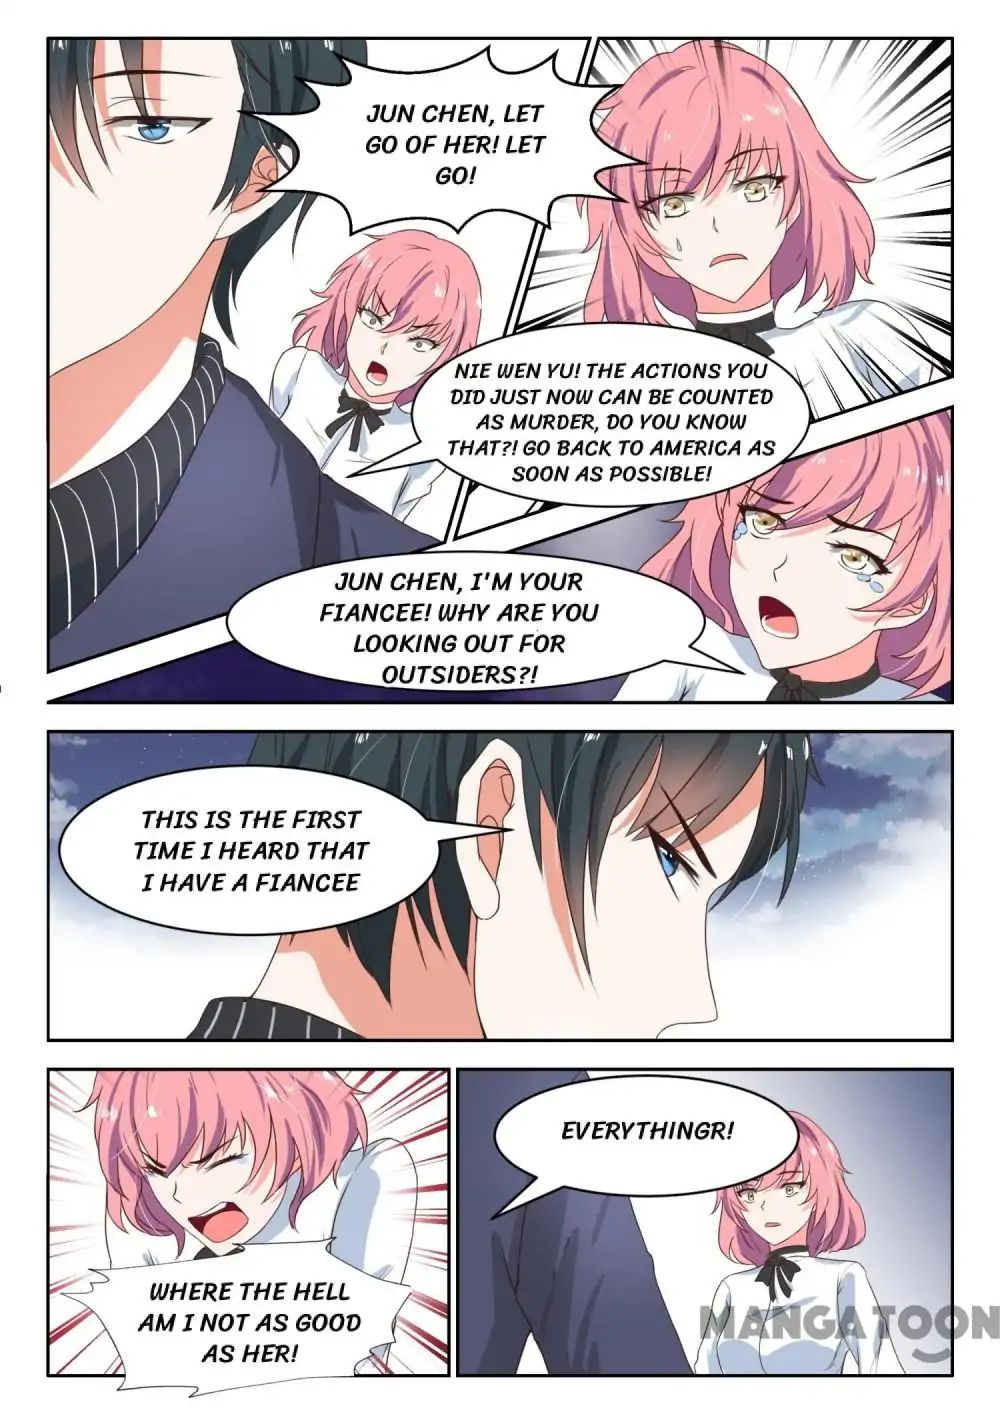 JUN CHEN, LET
GO OF HER! LET
GO!
NIE WEN YU! THE ACTIONS YOU
DID JUST NOW CAN BE COUNTED
AS MURDER, DO YOU KNOW
THAT?! GO BACK TO AMERICA AS
SOON AS POSSIBLE!
JUN CHEN, I'M YOUR
FIANCEE! WHY ARE YOU
LOOKING OUT FOR
OUTSIDERS?!
THIS IS THE FIRST
TIME I HEARD THAT
I HAVE A FIANCEE
WHERE THE HELL
AM I NOT AS GOOD
AS HER!
EVERYTHINGR!
MANGATOON